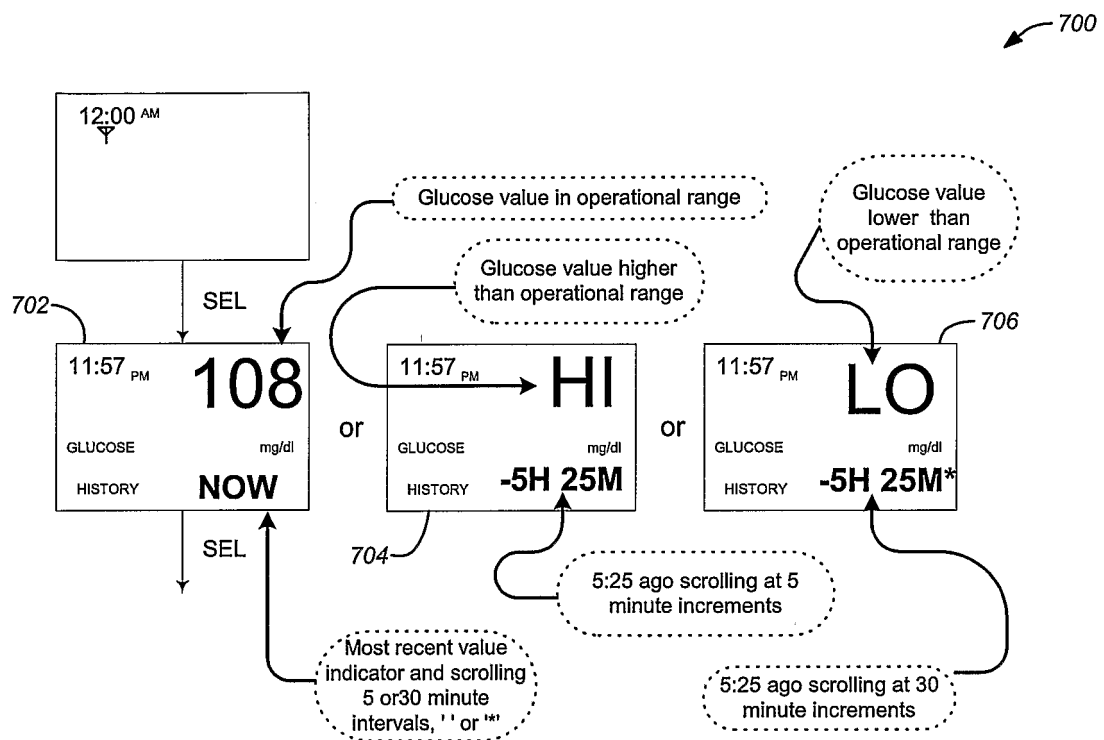 700
12:00 AM
Glucose value in operational range
Glucose value
lower than
operational range
Glucose value higher
than operational range
SEL
702
706
11:57 PM
108
GLUCOSE
mg/dl
HISTORY
NOW
or
11:57 PM
HI
GLUCOSE
mg/dl
HISTORY
-5H 25M
or
11:57 PM
LO
GLUCOSE
mg/dl
HISTORY
-5H 25M*
SEL
704
5:25 ago scrolling at 5
minute increments
Most recent value
indicator and scrolling
5 or30 minute
intervals, ' ' or '*'
5:25 ago scrolling at 30
minute increments